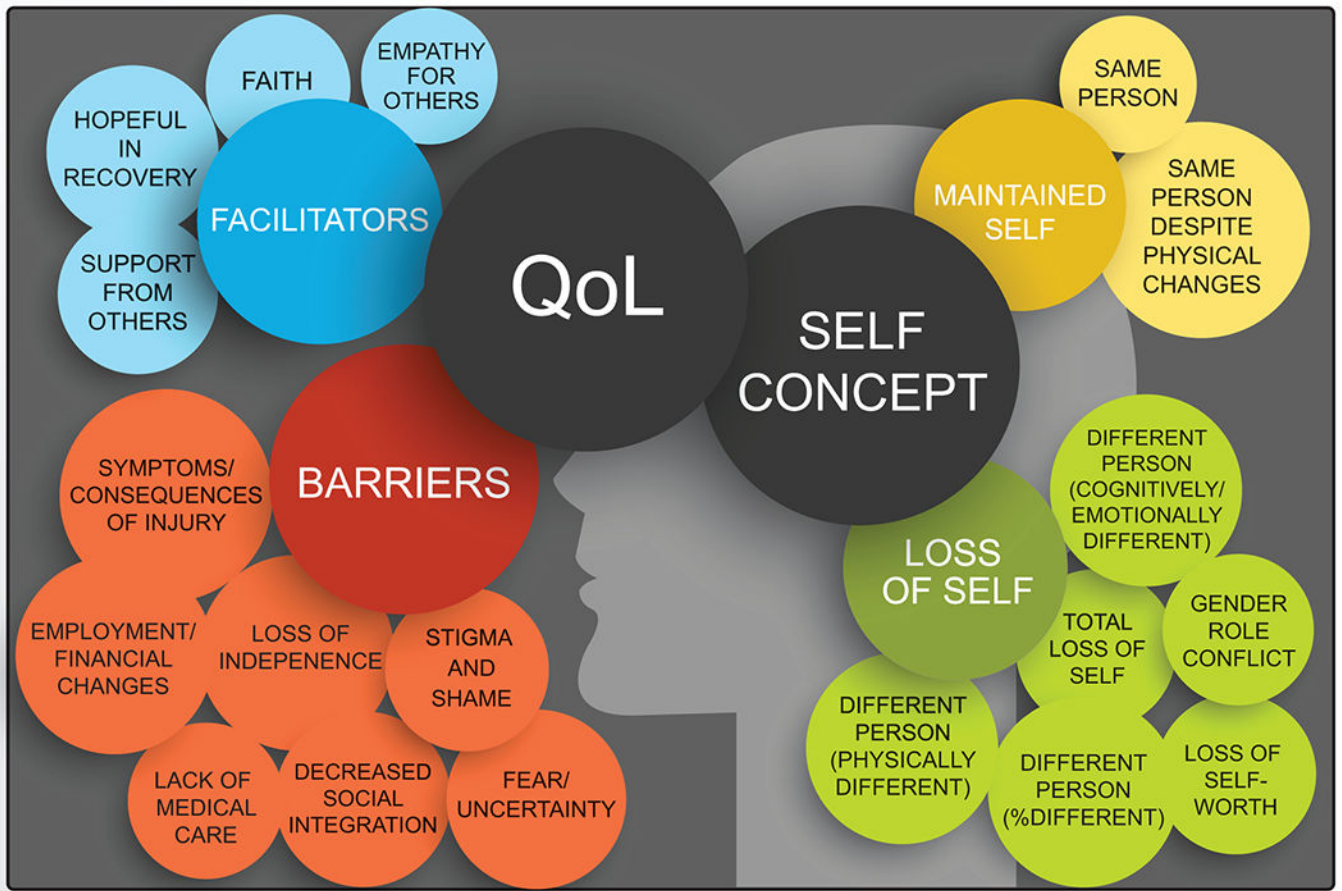 EMPATHY
FOR
OTHERS
FAITH
HOPEFUL
IN
RECOVERY
FACILITATORS
SUPPORT
FROM
OTHERS
QoL
BARRIERS
SYMPTOMS/
CONSEQUENCES
OF INJURY
EMPLOYMENT/
FINANCIAL
CHANGES
LOSS OF
INDEPENENCE
STIGMA
AND
SHAME
LACK OF
MEDICAL
CARE
DECREASED
SOCIAL
INTEGRATION
FEAR/
UNCERTAINTY
SELF
CONCEPT
MAINTAINED
SELF
SAME
PERSON
SAME
PERSON
DESPITE
PHYSICAL
CHANGES
LOSS
OF SELF
DIFFERENT
PERSON
(COGNITIVELY/
EMOTIONALLY
DIFFERENT)
TOTAL
LOSS OF
SELF
GENDER
ROLE
CONFLICT
DIFFERENT
PERSON
(PHYSICALLY
DIFFERENT)
DIFFERENT
PERSON
(%DIFFERENT)
LOSS OF
SELF-
WORTH